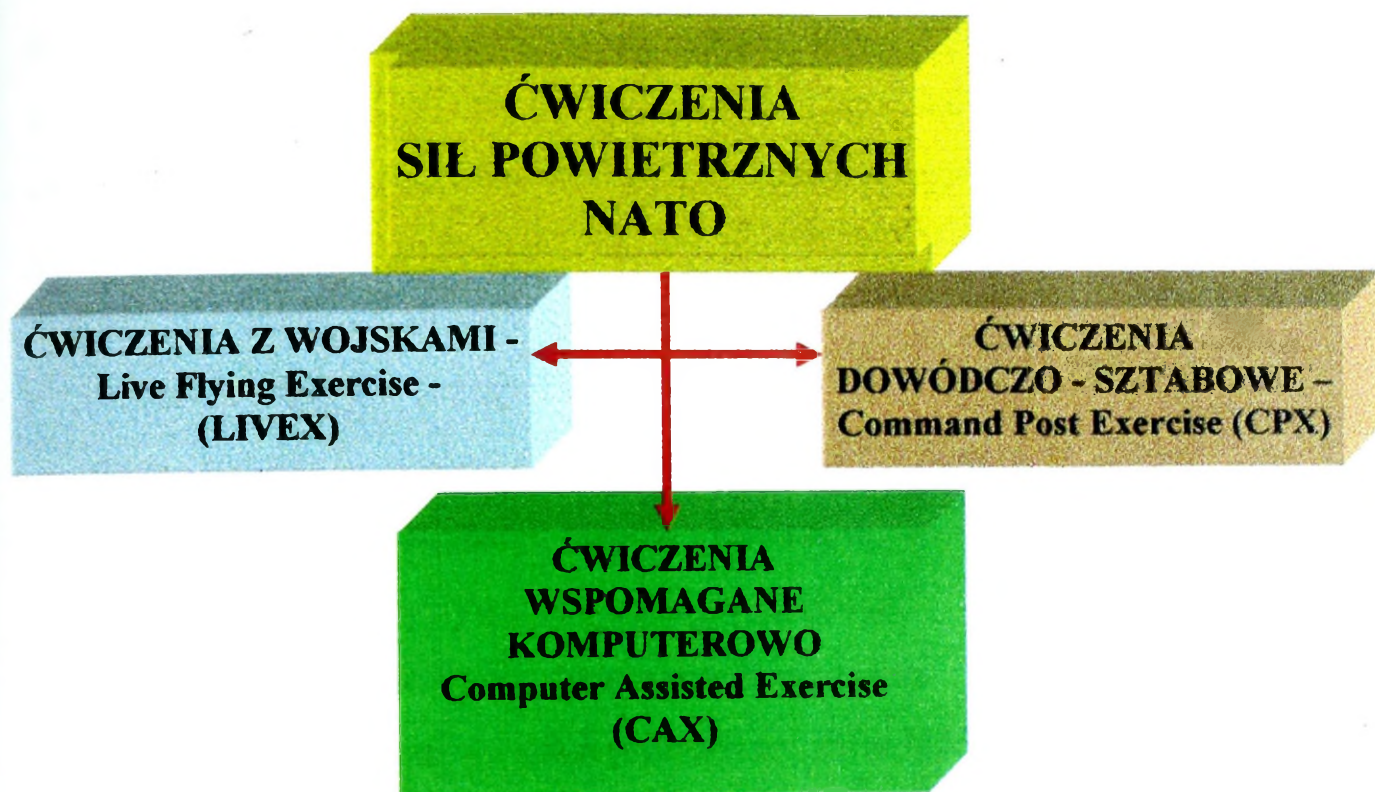 ĆWICZENIA
SIŁ POWIETRZNYCH
NATO
ĆWICZENIA Z WOJSKAMI -
Live Flying Exercise -
(LIVEX)
ĆWICZENIA
DOWÓDCZO - SZTABOWE –
Command Post Exercise (CPX)
ĆWICZENIA
WSPOMAGANE
KOMPUTEROWO
Computer Assisted Exercise
(CAX)